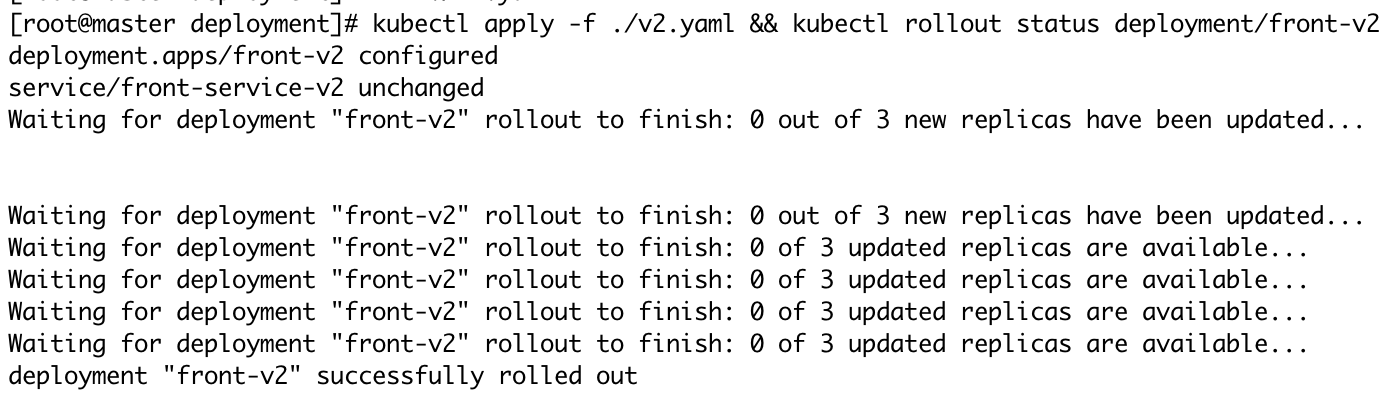 [root@master deployment]# kubectl apply -f ./v2.yaml && kubectl rollout status deployment/front-v2
deployment.apps/front-v2 configured
service/front-service-v2 unchanged
Waiting for deployment "front-v2" rollout to finish: 0 out of 3 new replicas have been updated...
Waiting for deployment "front-v2" rollout to finish: 0 out of 3 new replicas have been updated...
Waiting for deployment "front-v2" rollout to finish: 0 of 3 updated replicas are available...
Waiting for deployment "front-v2" rollout to finish: 0 of 3 updated replicas are available...
Waiting for deployment "front-v2" rollout to finish: 0 of 3 updated replicas are available...
Waiting for deployment "front-v2" rollout to finish: 0 of 3 updated replicas are available...
deployment "front-v2" successfully rolled out